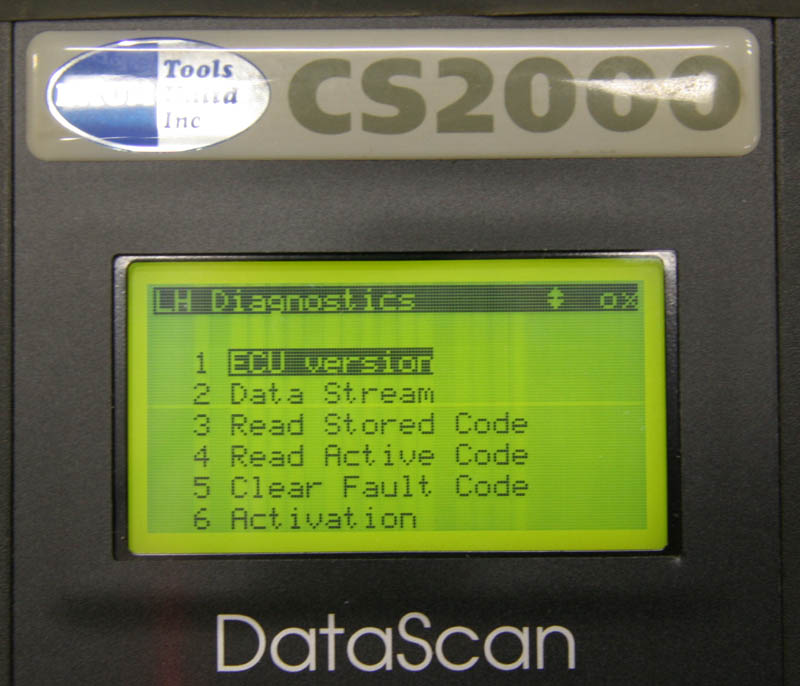 Tools
Inc
CS2000
LH Diagnostics 0%
1 ECU version
2 Data Stream
3 Read Stored Code
4 Read Active Code
5 Clear Fault Code
6 Activation
DataScan